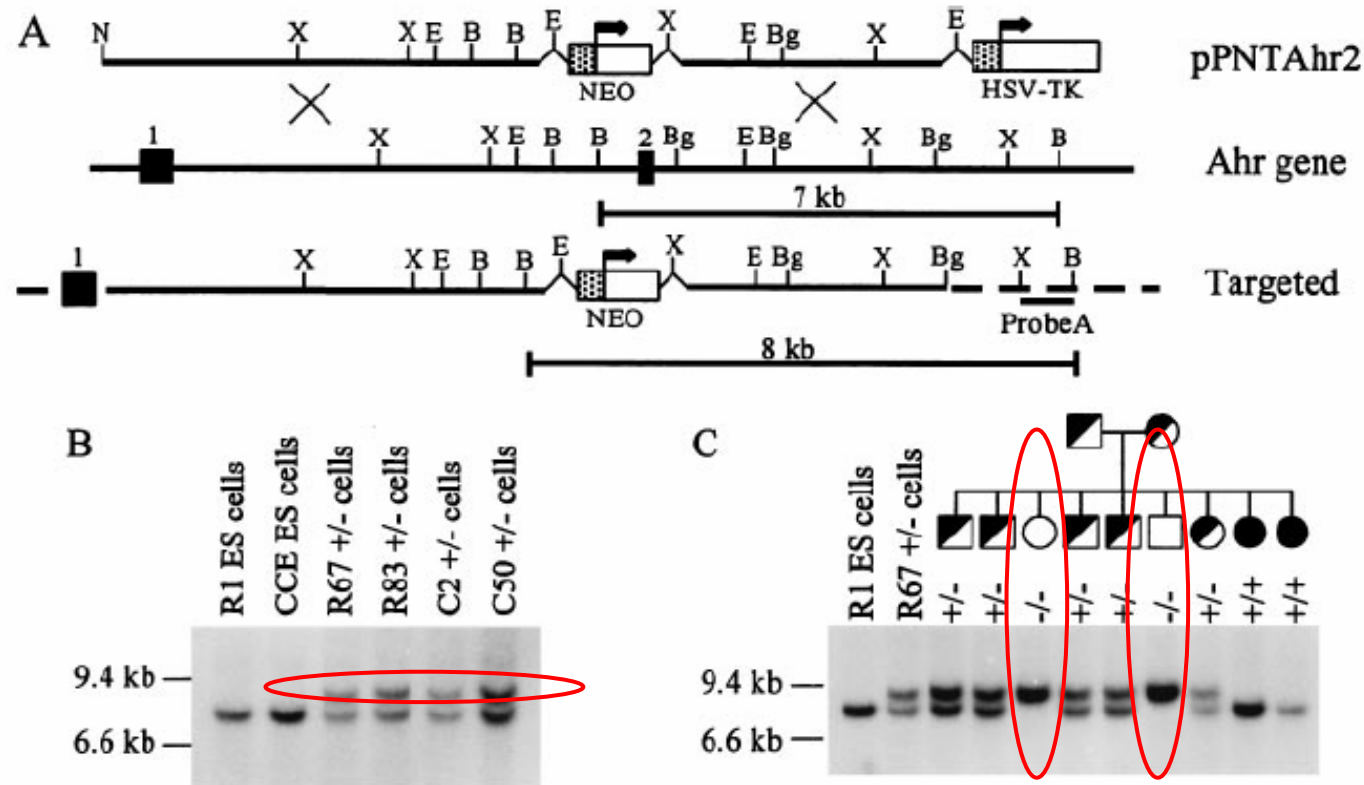 A
N X X E B B E X E Bg X E
NEO
HSV-TK
pPNTAhr2
1 X X E B B 2 Bg E Bg X Bg X B
Ahr gene
7 kb
1 X X E B B E X E Bg X Bg X B
NEO
ProbeA
Targeted
8 kb
B
R1 ES cells
CCE ES cells
R67 +/- cells
R83 +/- cells
C2 +/- cells
C50 +/- cells
9.4 kb
6.6 kb
C
R1 ES cells
R67 +/- cells
+/- +/- -/- +/- +/- -/- +/- +/+ +/+
9.4 kb
6.6 kb